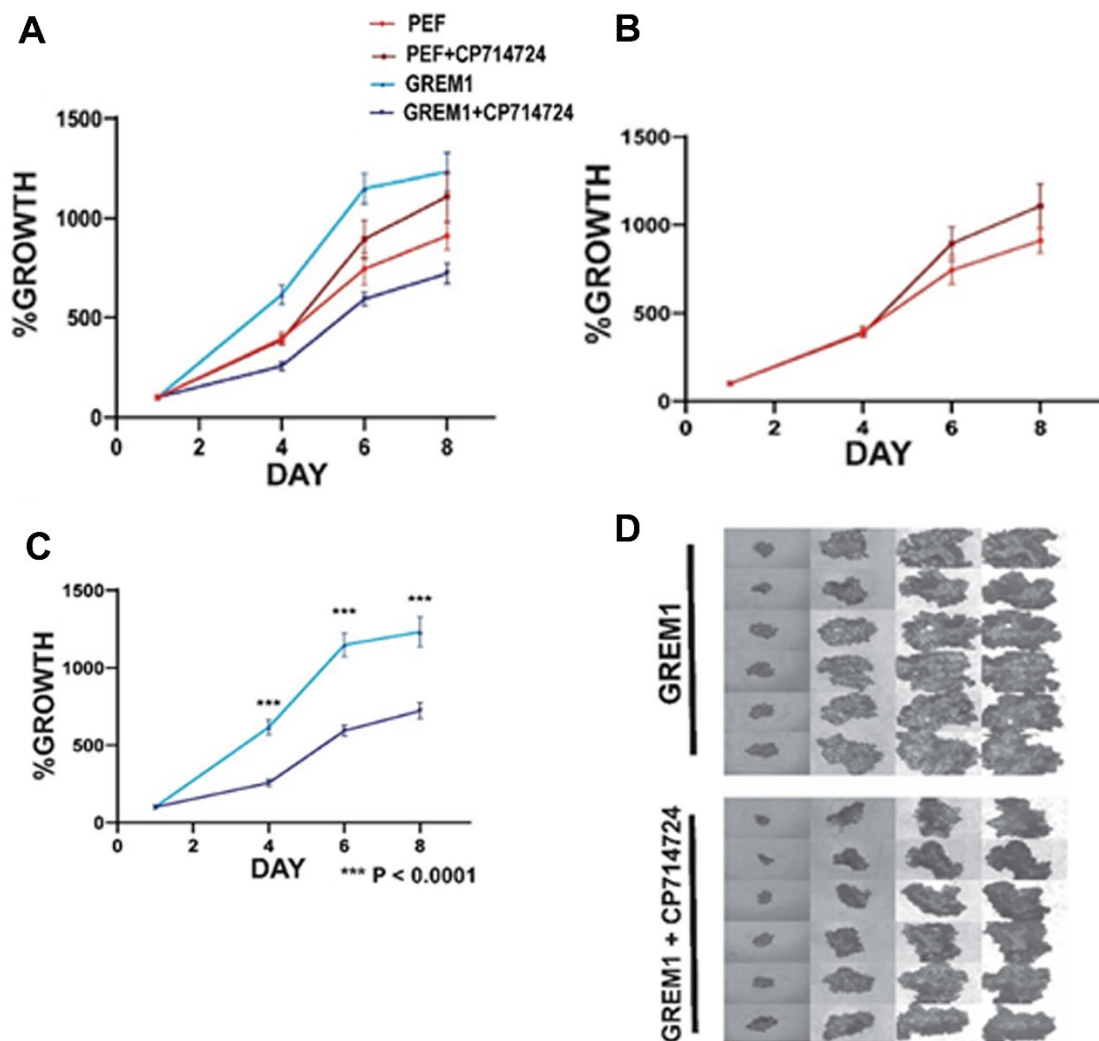 A
PEF
PEF+CP714724
GREM1
GREM1+CP714724
1500
1000
500
0
%GROWTH
0 2 4 6 8
DAY
B
1500
1000
500
0
%GROWTH
0 2 4 6 8
DAY
C
1500
1000
500
0
%GROWTH
*** *** ***
0 2 4 6 8
DAY
*** P < 0.0001
D
GREM1
GREM1 + CP714724